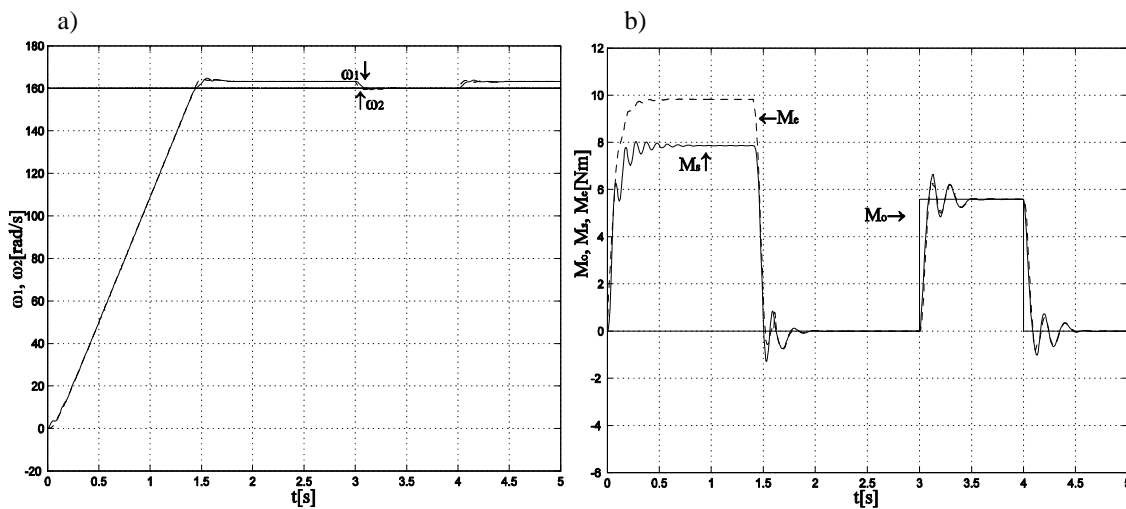 a)
180
160
140
120
100
80
60
40
20
0
-20
ω1, ω2[rad/s]
ω1↓
↑ω2
0 0.5 1 1.5 2 2.5 3 3.5 4 4.5 5
t[s]
b)
12
10
8
6
4
2
0
-2
-4
-6
Mo, Ms, Me[Nm]
←Me
Ms↑
Mo→
0 0.5 1 1.5 2 2.5 3 3.5 4 4.5 5
t[s]